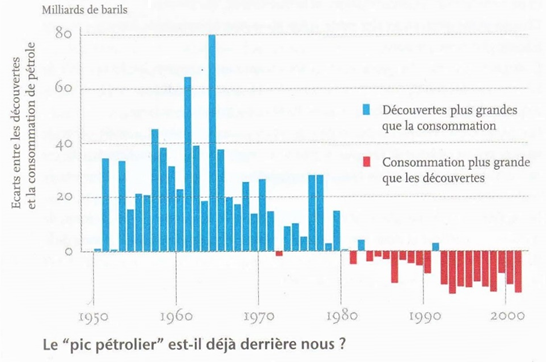 Milliards de barils
Ecarts entre les découvertes
et la consommation de pétrole
80
60
40
20
0
Découvertes plus grandes
que la consommation
Consommation plus grande
que les découvertes
1950
1960
1970
1980
1990
2000
Le “pic pétrolier” est-il déjà derrière nous ?